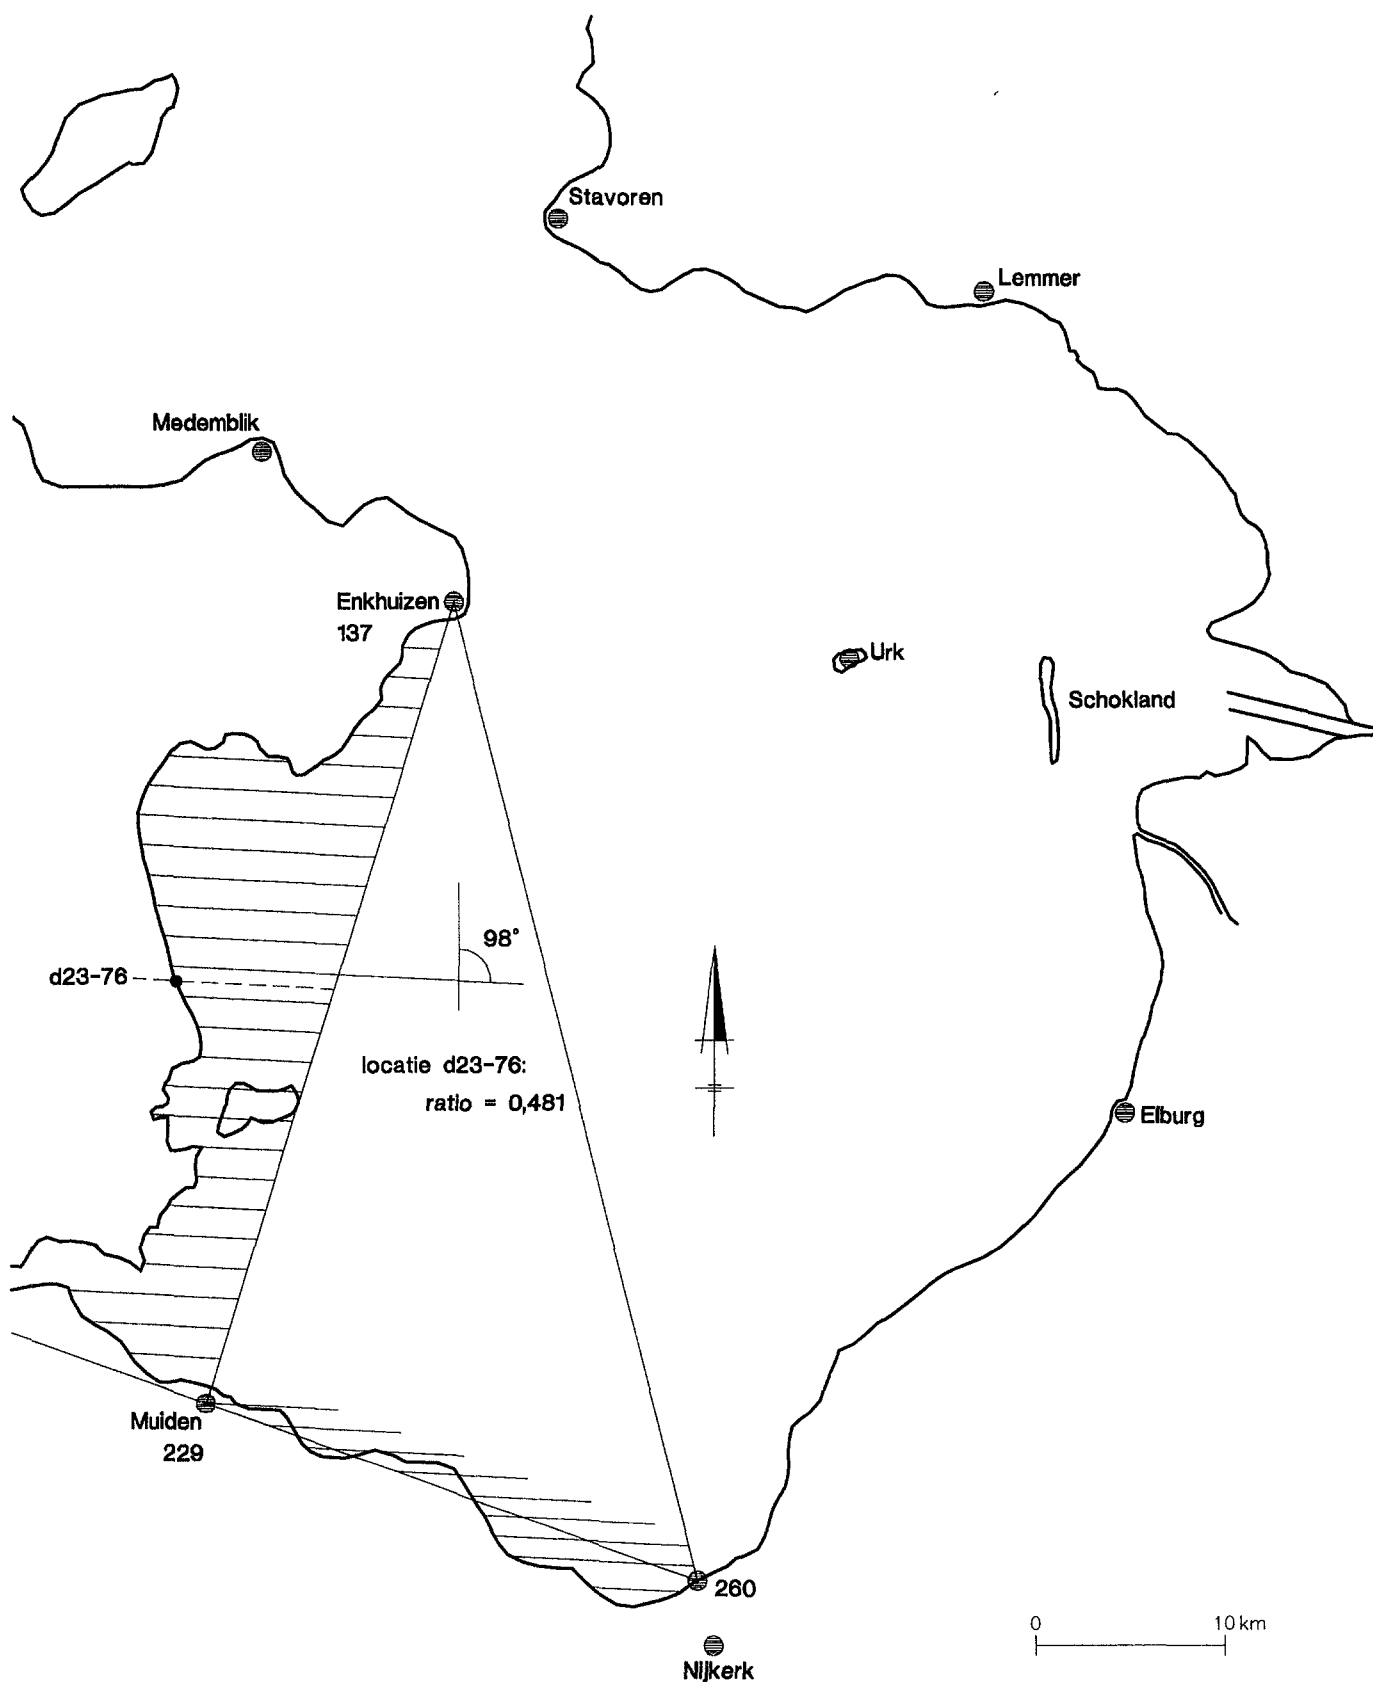 Stavoren
Lemmer
Medemblik
Enkhuizen
137
Urk
Schokland
98°
d23-76
locatie d23-76:
ratio = 0,481
Elburg
Muiden
229
260
0 10 km
Nijkerk